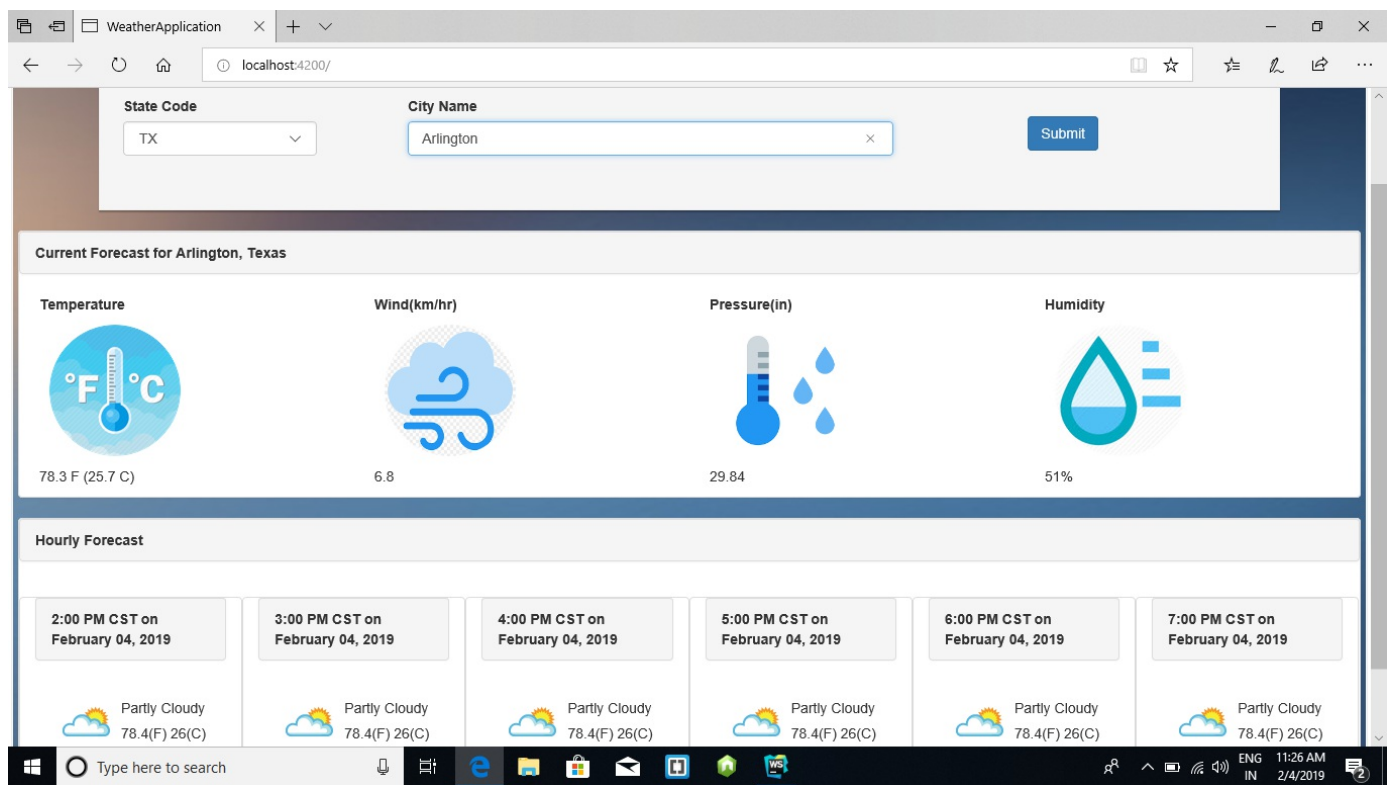 WeatherApplication
localhost:4200/
State Code
City Name
TX
Arlington
Submit
Current Forecast for Arlington, Texas
Temperature
Wind(km/hr)
Pressure(in)
Humidity
°F °C
78.3 F (25.7 C)
6.8
29.84
51%
Hourly Forecast
2:00 PM CST on
February 04, 2019
3:00 PM CST on
February 04, 2019
4:00 PM CST on
February 04, 2019
5:00 PM CST on
February 04, 2019
6:00 PM CST on
February 04, 2019
7:00 PM CST on
February 04, 2019
Partly Cloudy
78.4(F) 26(C)
Partly Cloudy
78.4(F) 26(C)
Partly Cloudy
78.4(F) 26(C)
Partly Cloudy
78.4(F) 26(C)
Partly Cloudy
78.4(F) 26(C)
Partly Cloudy
78.4(F) 26(C)
Type here to search
WS
ENG
IN
11:26 AM
2/4/2019
2